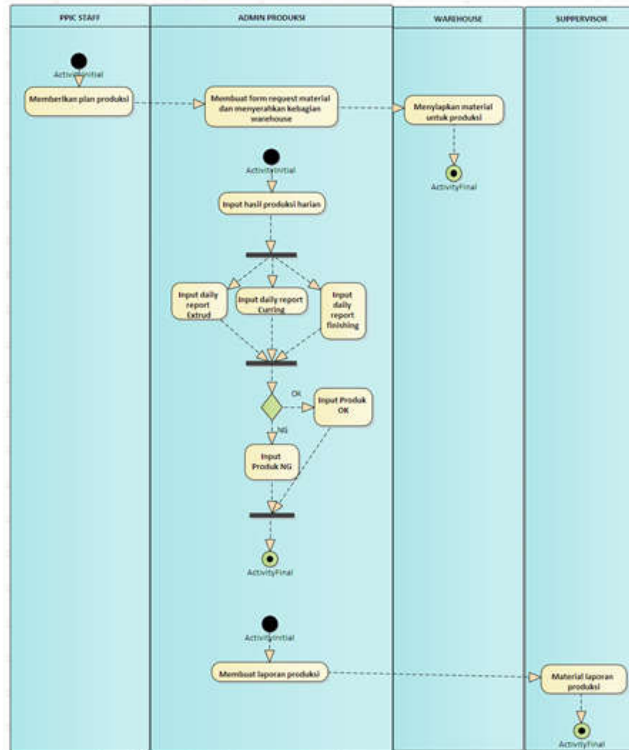 PPIC STAFF
ADMIN PRODUKSI
WAREHOUSE
SUPPERVISOR
ActivityInitial
Memberikan plan produksi
Membuat form request material
dan menyerahkan kebagian
warehouse
Menyiapkan material
untuk produksi
ActivityFinal
ActivityInitial
Input hasil produksi harian
Input daily
report
Extrud
Input daily report
Curring
Input
daily
report
finishing
OK
Input Produk
OK
NG
Input
Produk NG
ActivityFinal
ActivityInitial
Membuat laporan produksi
Material laporan
produksi
ActivityFinal